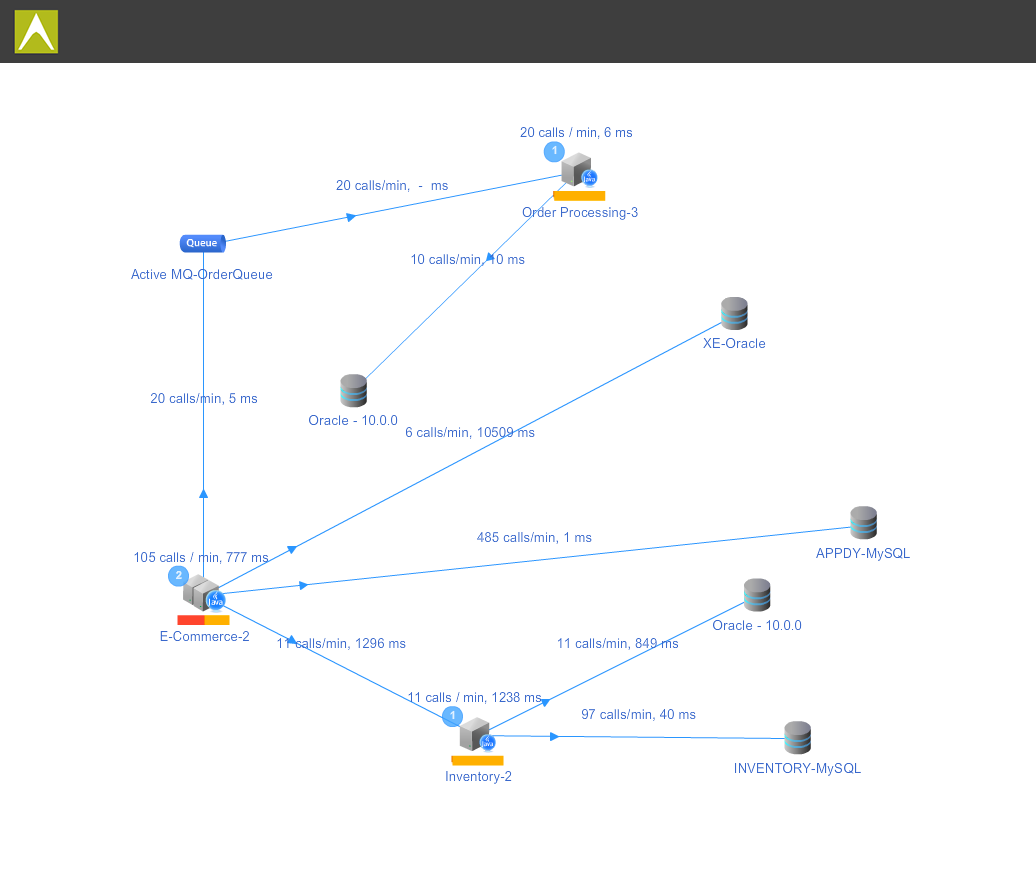 20 calls / min, 6 ms
1
20 calls/min, - ms
Order Processing-3
Queue
10 calls/min, 10 ms
Active MQ-OrderQueue
XE-Oracle
20 calls/min, 5 ms
Oracle - 10.0.0
6 calls/min, 10509 ms
485 calls/min, 1 ms
APPDY-MySQL
105 calls / min, 777 ms
2
Java
E-Commerce-2
Oracle - 10.0.0
11 calls/min, 1296 ms
11 calls/min, 849 ms
11 calls / min, 1238 ms
1
97 calls/min, 40 ms
Java
Inventory-2
INVENTORY-MySQL